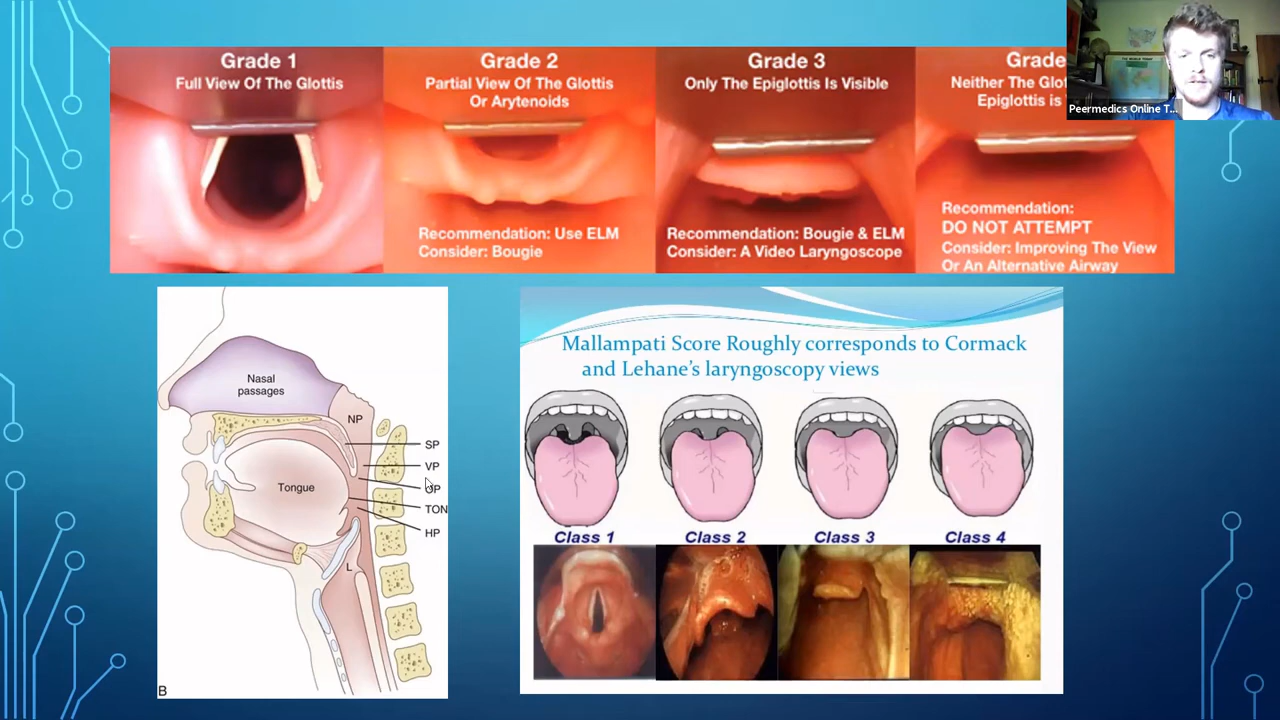 Grade 1
Full View Of The Glottis
Grade 2
Partial View Of The Glottis
Or Arytenoids
Recommendation: Use ELM
Consider: Bougie
Grade 3
Only The Epiglottis Is Visible
Recommendation: Bougie & ELM
Consider: A Video Laryngoscope
Grade
Neither The
Epiglottis is
Recommendation:
DO NOT ATTEMPT
Consider: Improving The View
Or An Alternative Airway
Peermedics Online T...
Nasal
passages
NP
SP
VP
OP
Tongue
TON
HP
L
B
Mallampati Score Roughly corresponds to Cormack
and Lehane's laryngoscopy views
Class 1
Class 2
Class 3
Class 4